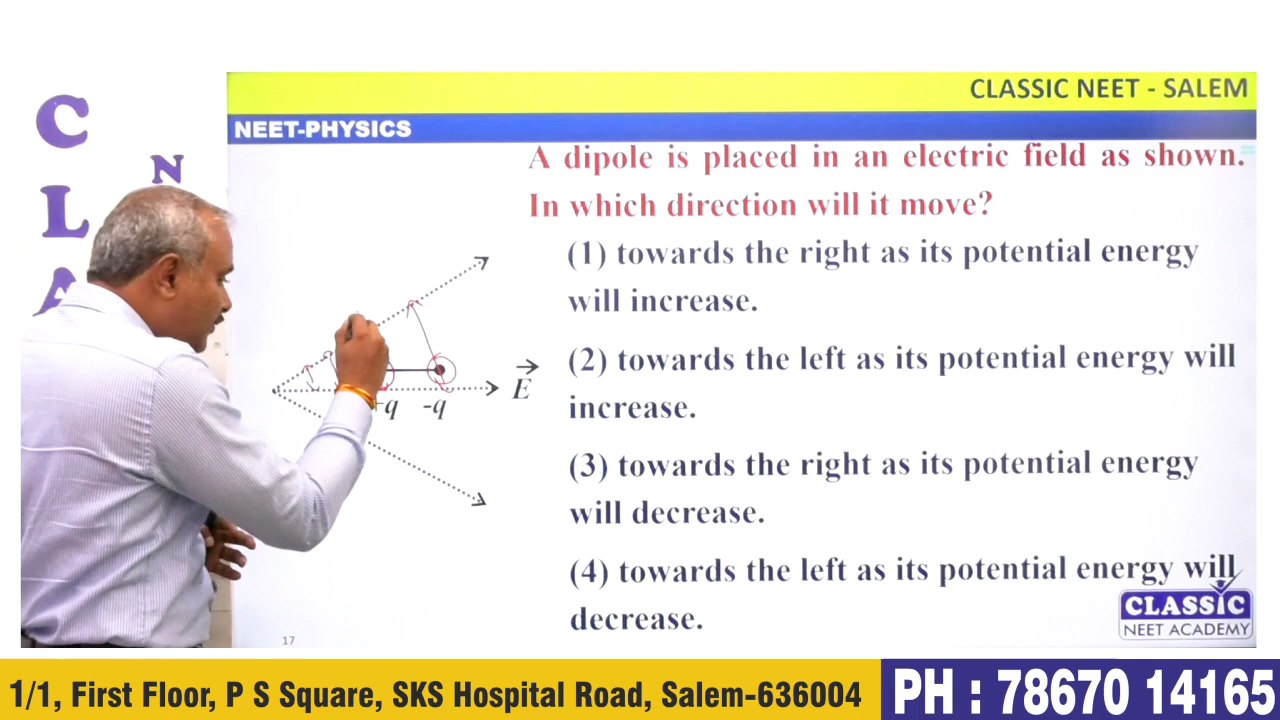 C
L
A
N
CLASSIC NEET - SALEM
NEET-PHYSICS
A dipole is placed in an electric field as shown.
In which direction will it move?
(1) towards the right as its potential energy
will increase.
(2) towards the left as its potential energy will
increase.
(3) towards the right as its potential energy
will decrease.
(4) towards the left as its potential energy will
decrease.
E
+q -q
17
CLASSIC
NEET ACADEMY
1/1, First Floor, P S Square, SKS Hospital Road, Salem-636004
PH : 78670 14165